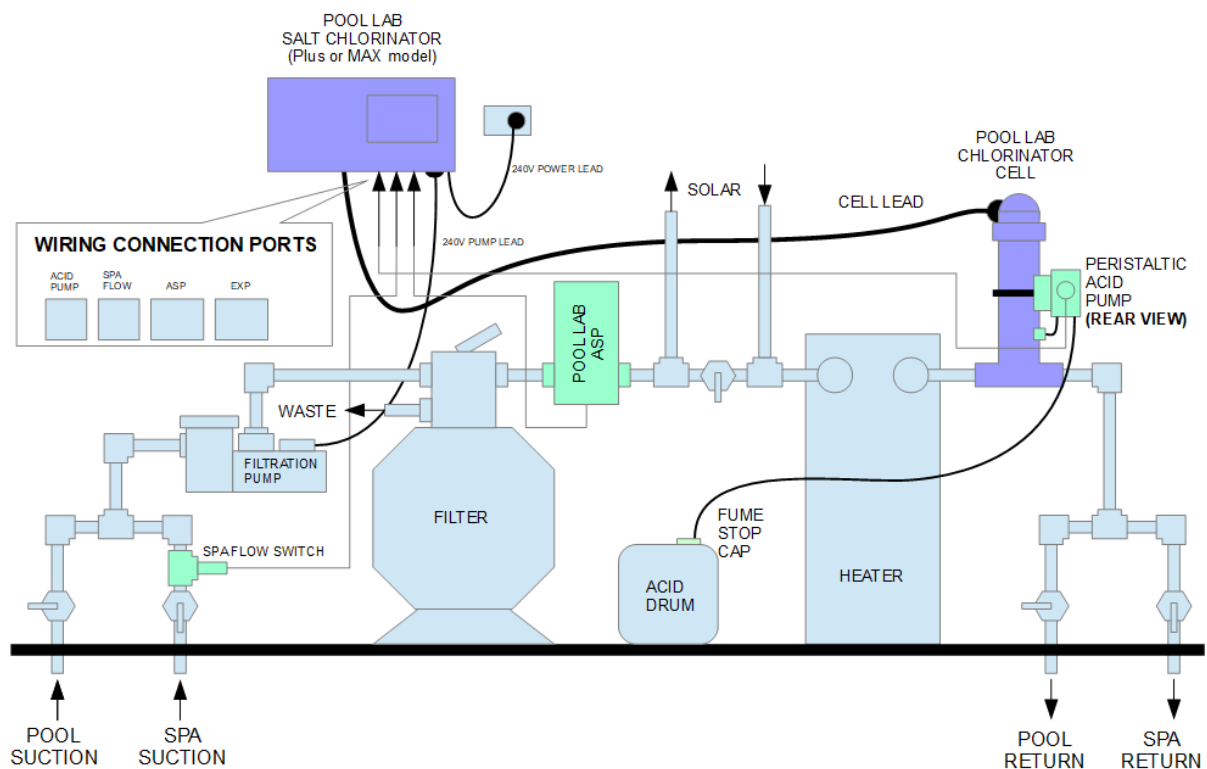 POOL LAB
SALT CHLORINATOR
(Plus or MAX model)
240V POWER LEAD
SOLAR
POOL LAB
CHLORINATOR
CELL
CELL LEAD
WIRING CONNECTION PORTS
ACID
PUMP
SPA
FLOW
ASP
EXP
240V PUMP LEAD
PERISTALTIC
ACID
PUMP
(REAR VIEW)
POOL LAB
ASP
WASTE
FILTRATION
PUMP
FILTER
SPAFLOW SWITCH
FUME
STOP
CAP
ACID
DRUM
HEATER
POOL
SUCTION
SPA
SUCTION
POOL
RETURN
SPA
RETURN